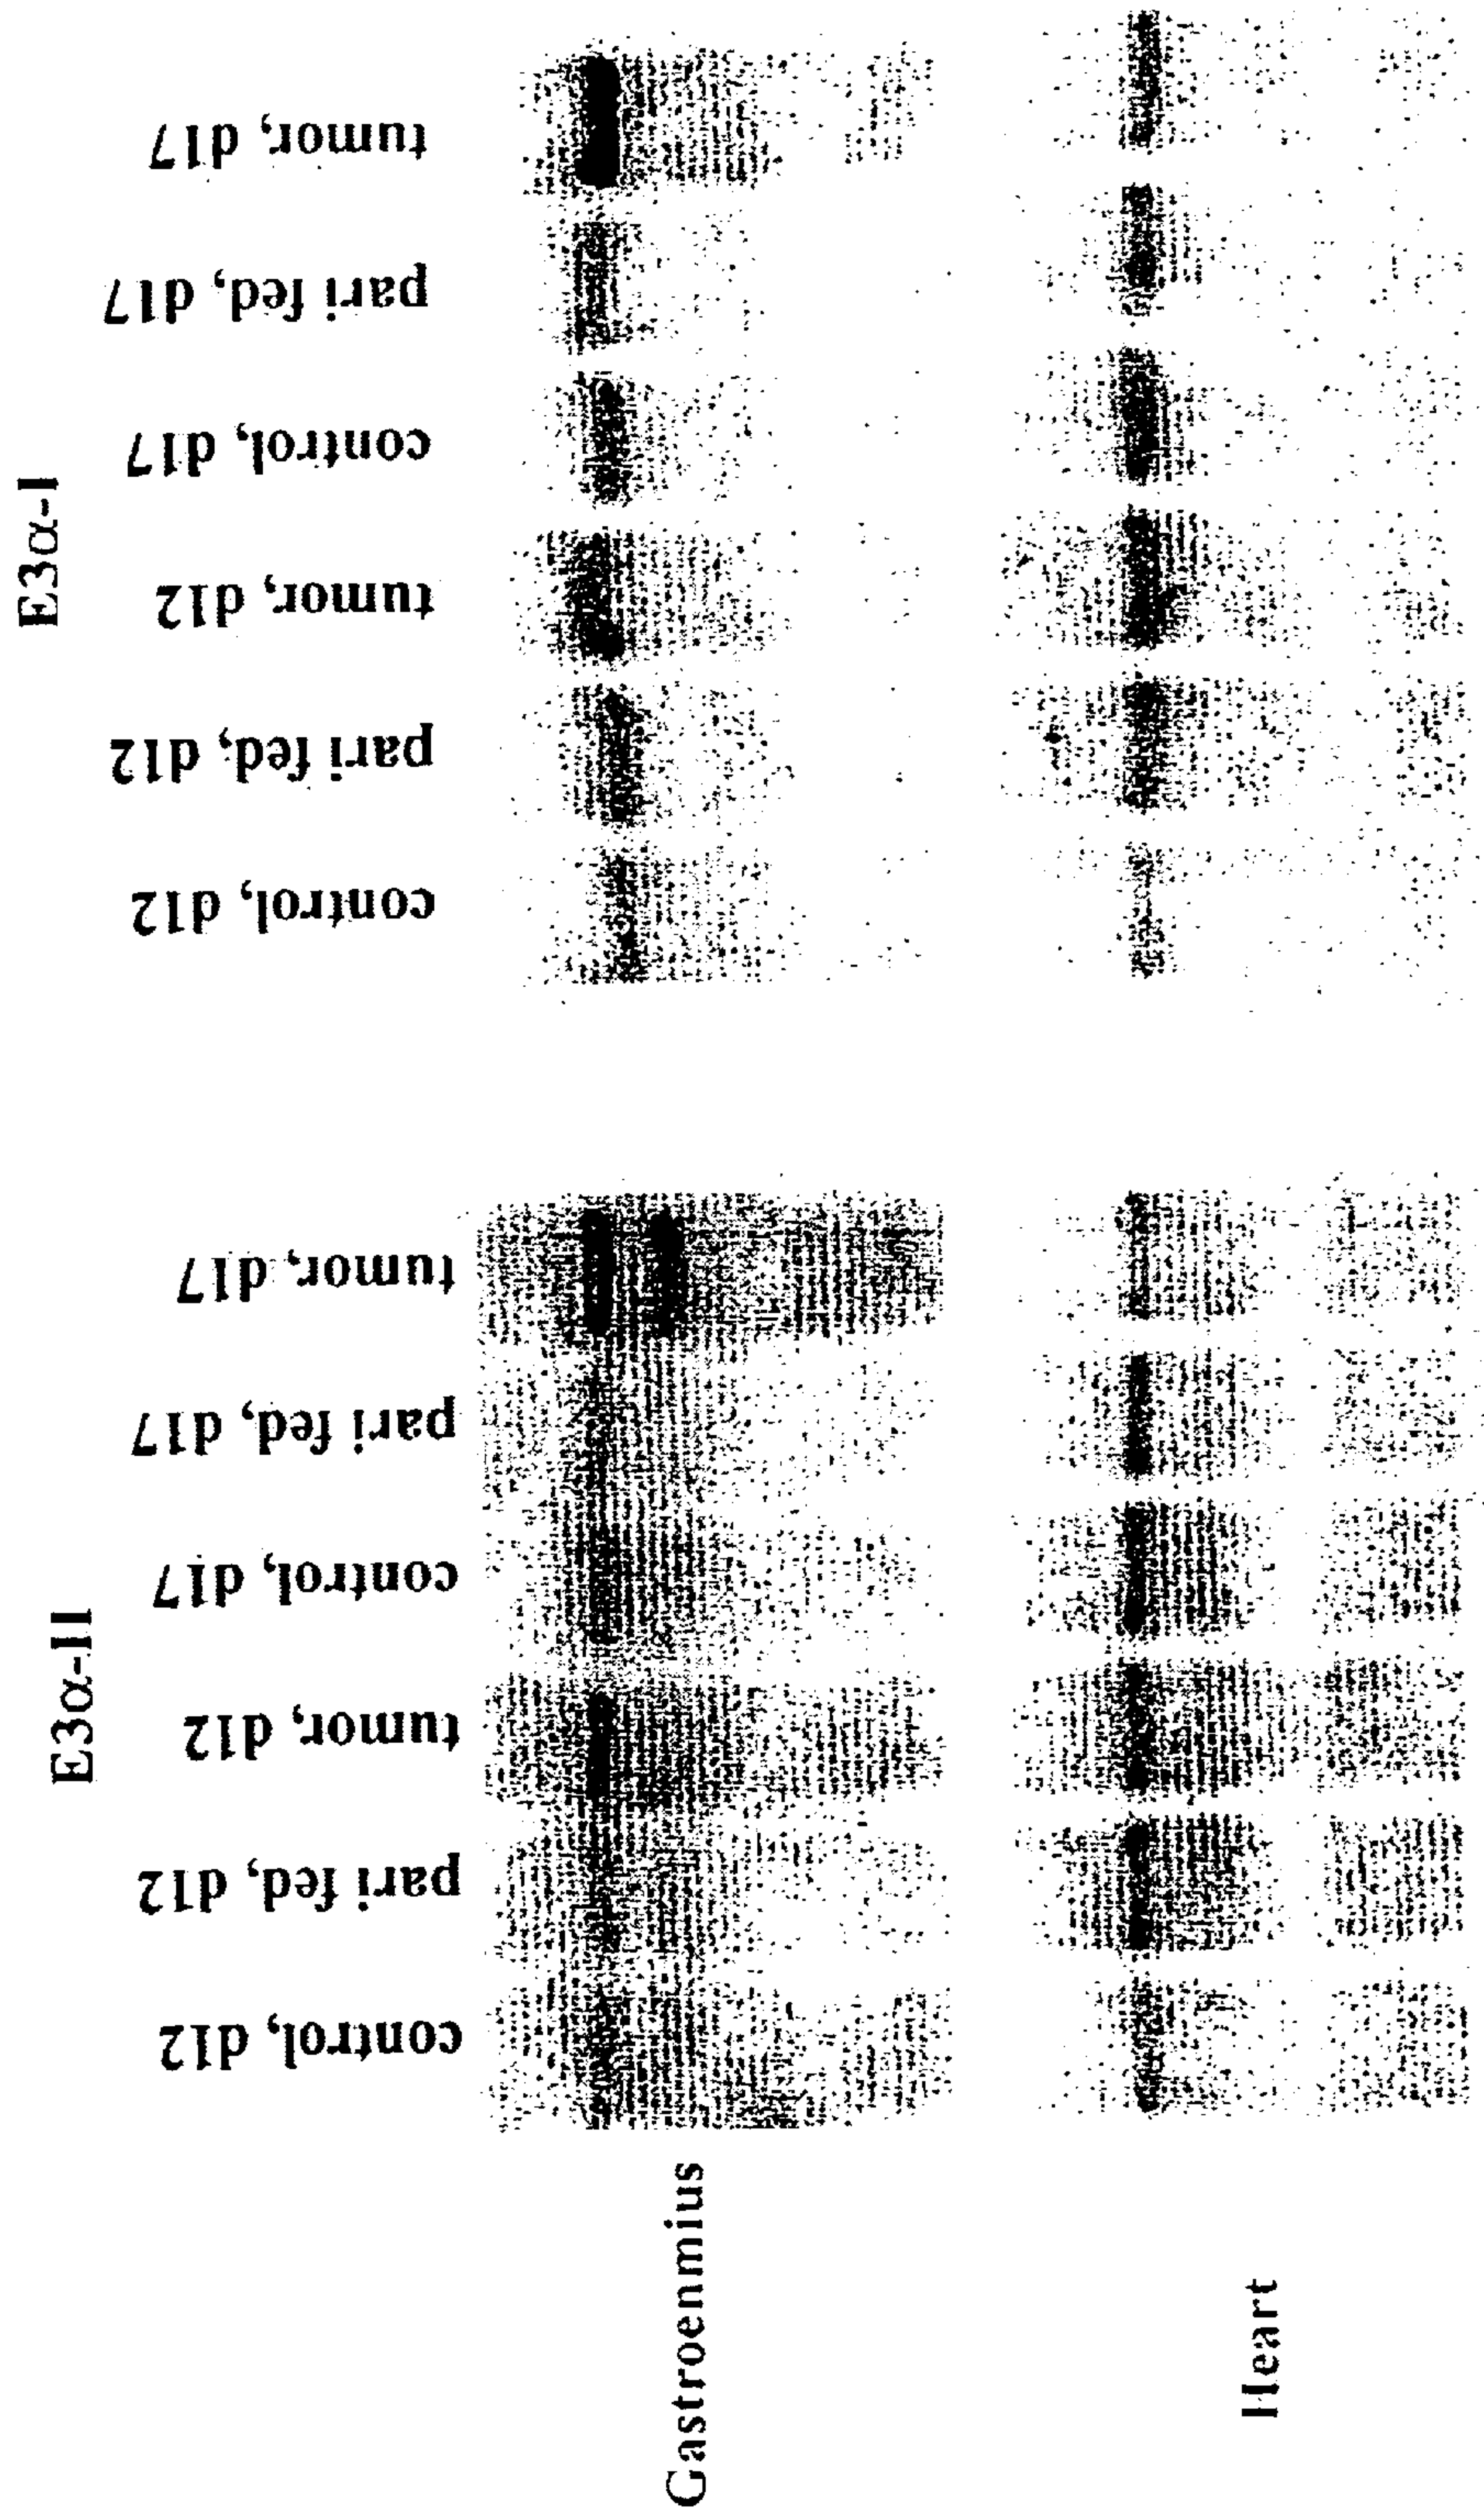 E3α-II
E3α-I
control, d12
pari fed, d12
tumor, d12
control, d17
pari fed, d17
tumor, d17
control, d12
pari fed, d12
tumor, d12
control, d17
pari fed, d17
tumor, d17
Gastroenmius
Heart